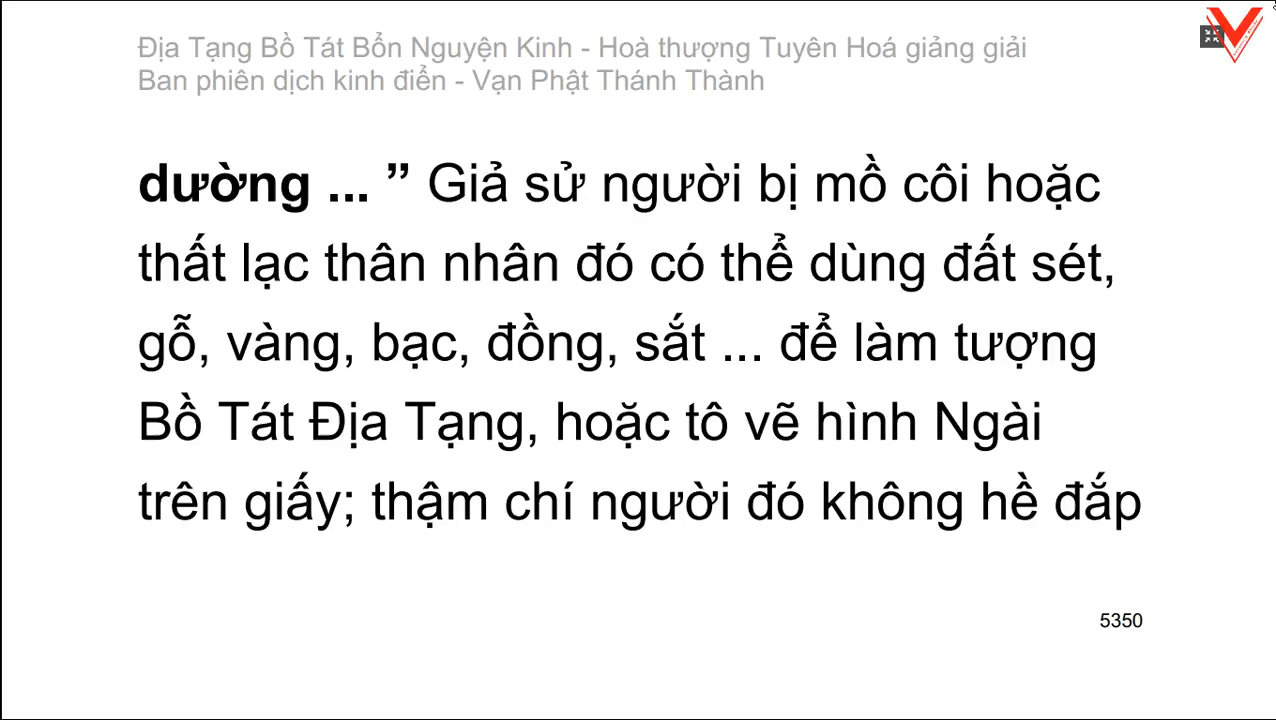 Địa Tạng Bồ Tát Bổn Nguyện Kinh - Hoà thượng Tuyên Hoá giảng giải
Ban phiên dịch kinh điển - Vạn Phật Thánh Thành
dường ... ” Giả sử người bị mồ côi hoặc
thất lạc thân nhân đó có thể dùng đất sét,
gỗ, vàng, bạc, đồng, sắt ... để làm tượng
Bồ Tát Địa Tạng, hoặc tô vẽ hình Ngài
trên giấy; thậm chí người đó không hề đắp
5350